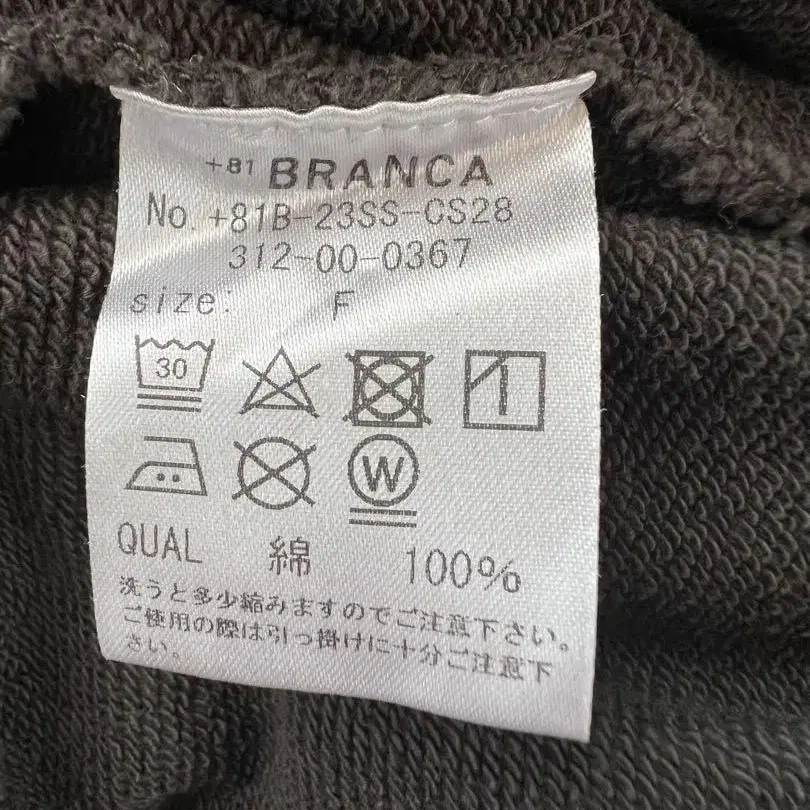 +81 BRANCA
No. +81B-23SS-CS28
312-00-0367
size: F
30
W
QUAL 綿 100%
洗うと多少縮みますのでご注意下さい。
ご使用の際は引っ掛けに十分ご注意下
さい。